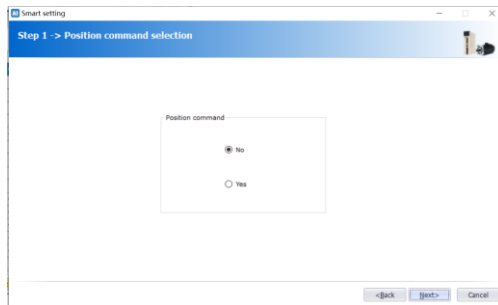 Smart setting
Step 1 -> Position command selection
Position command
No
Yes
<Back
Next>
Cancel